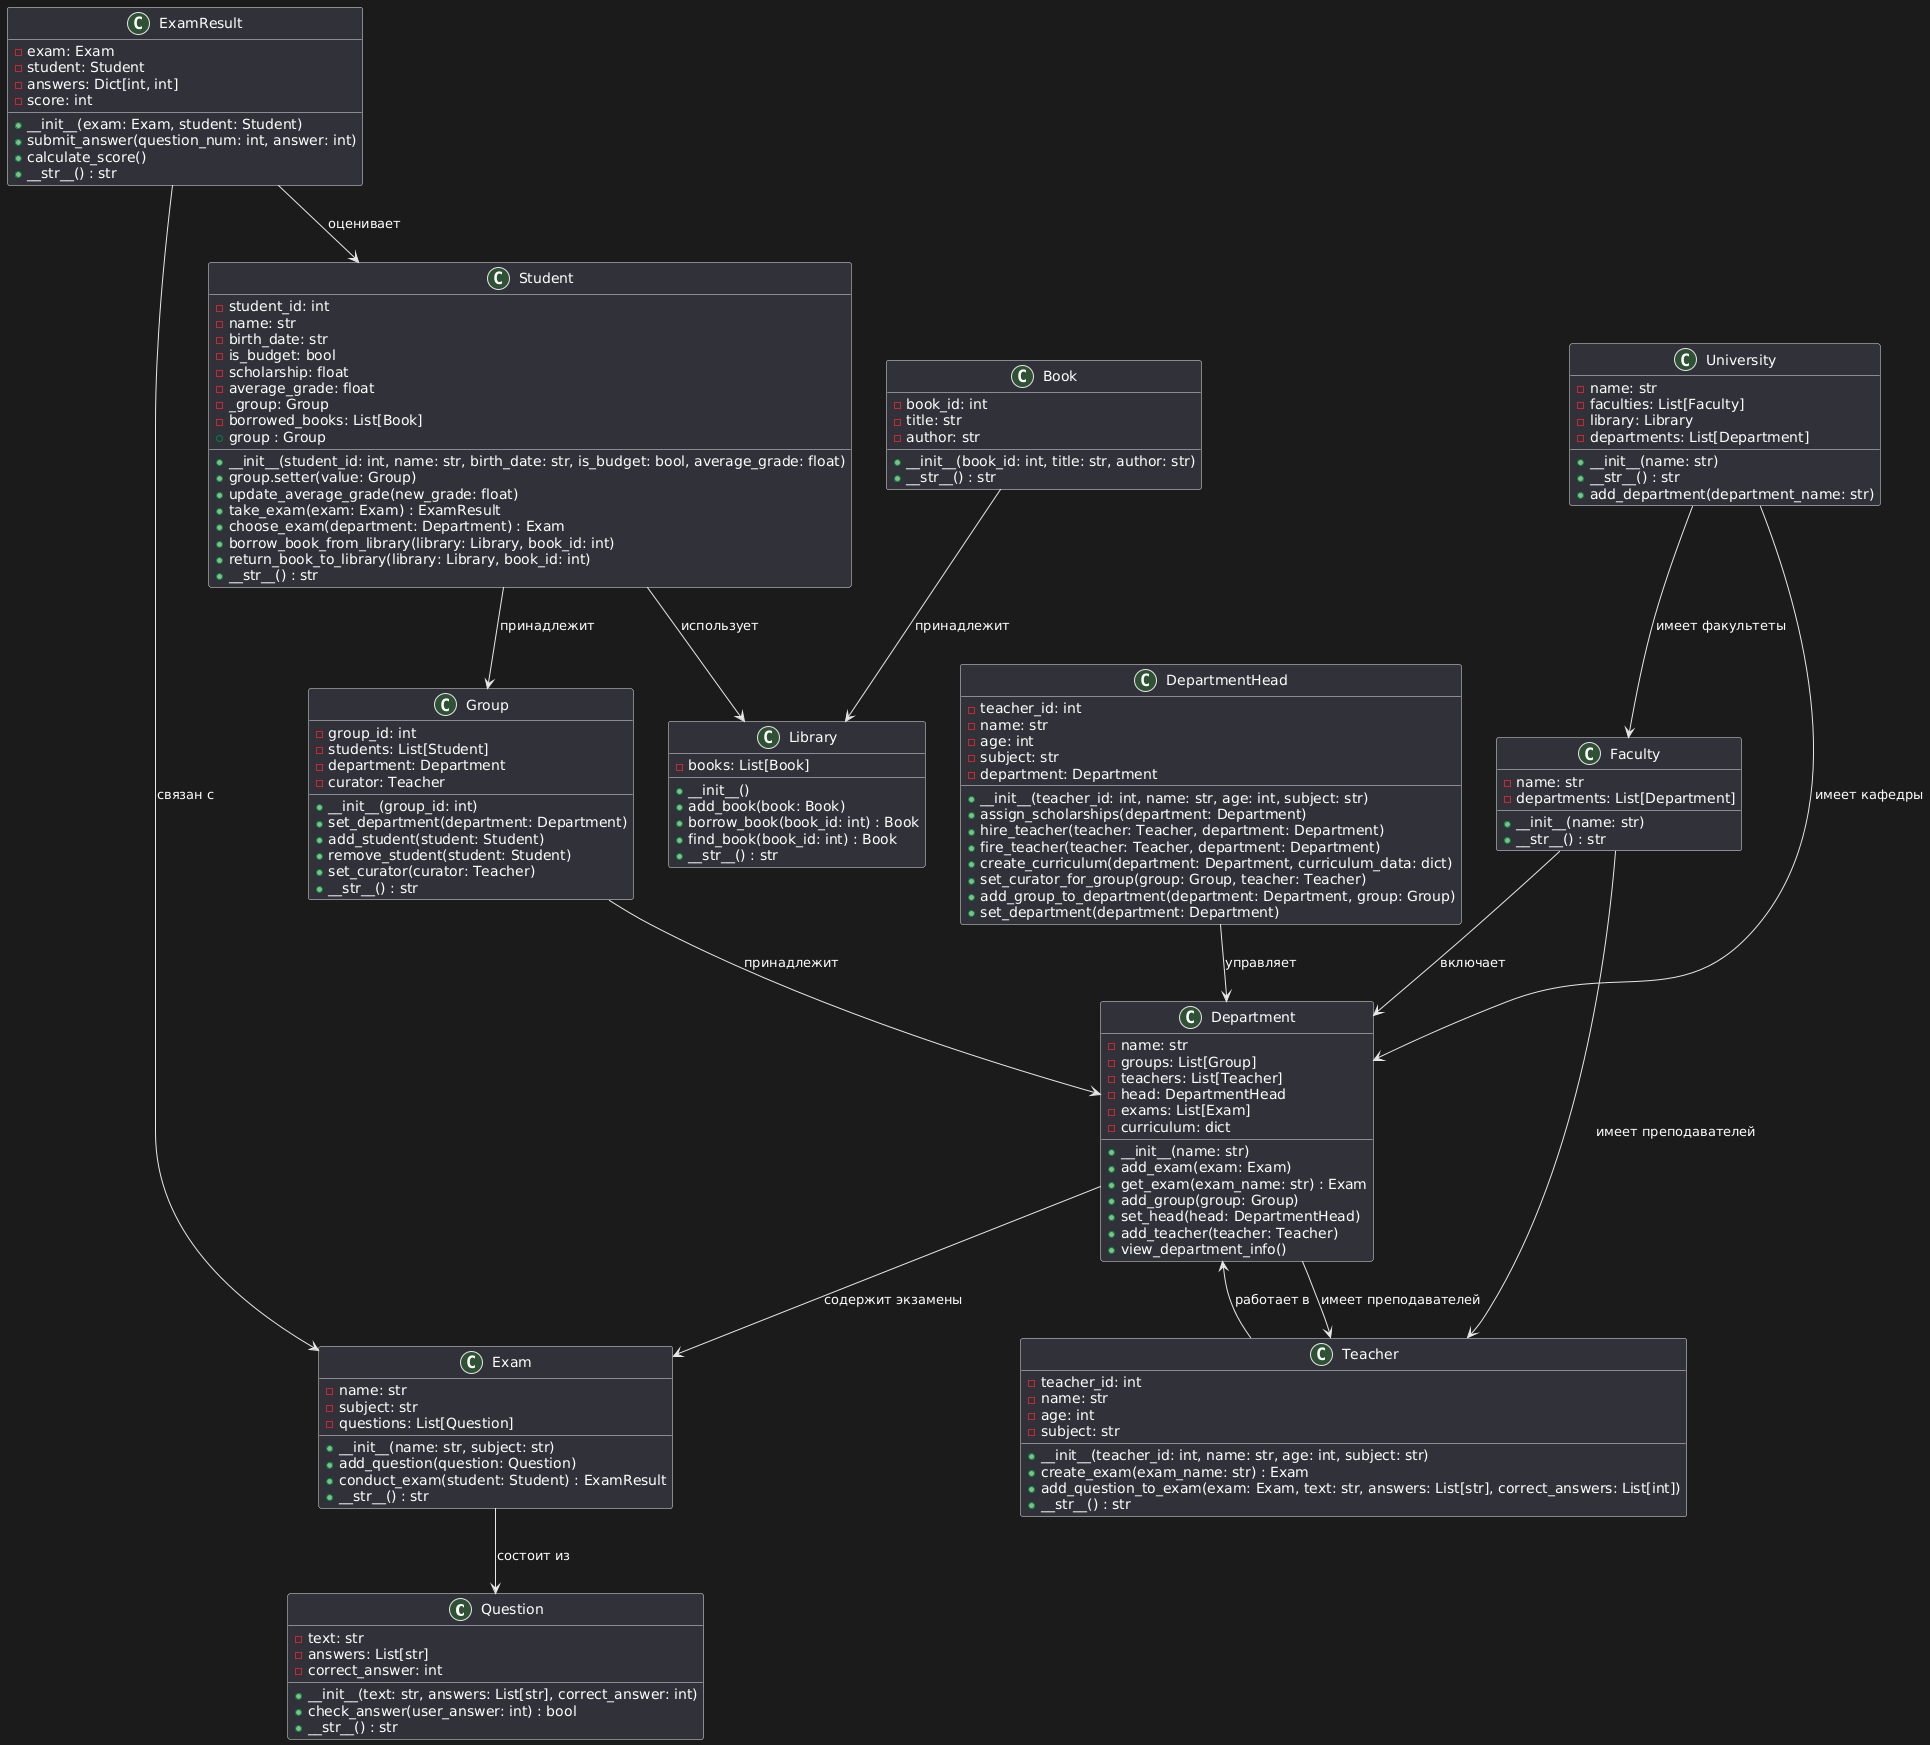 ExamResult
exam: Exam
student: Student
answers: Dict[int, int]
score: int
__init__(exam: Exam, student: Student)
submit_answer(question_num: int, answer: int)
calculate_score()
__str__() : str
оценивает
Student
student_id: int
name: str
birth_date: str
is_budget: bool
scholarship: float
average_grade: float
_group: Group
borrowed_books: List[Book]
group : Group
__init__(student_id: int, name: str, birth_date: str, is_budget: bool, average_grade: float)
group.setter(value: Group)
update_average_grade(new_grade: float)
take_exam(exam: Exam) : ExamResult
choose_exam(department: Department) : Exam
borrow_book_from_library(library: Library, book_id: int)
return_book_to_library(library: Library, book_id: int)
__str__() : str
Book
book_id: int
title: str
author: str
__init__(book_id: int, title: str, author: str)
__str__() : str
University
name: str
faculties: List[Faculty]
library: Library
departments: List[Department]
__init__(name: str)
__str__() : str
add_department(department_name: str)
принадлежит
использует
принадлежит
имеет факультеты
Group
group_id: int
students: List[Student]
department: Department
curator: Teacher
__init__(group_id: int)
set_department(department: Department)
add_student(student: Student)
remove_student(student: Student)
set_curator(curator: Teacher)
__str__() : str
Library
books: List[Book]
__init__()
add_book(book: Book)
borrow_book(book_id: int) : Book
find_book(book_id: int) : Book
__str__() : str
DepartmentHead
teacher_id: int
name: str
age: int
subject: str
department: Department
__init__(teacher_id: int, name: str, age: int, subject: str)
assign_scholarships(department: Department)
hire_teacher(teacher: Teacher, department: Department)
fire_teacher(teacher: Teacher, department: Department)
create_curriculum(department: Department, curriculum_data: dict)
set_curator_for_group(group: Group, teacher: Teacher)
add_group_to_department(department: Department, group: Group)
set_department(department: Department)
Faculty
name: str
departments: List[Department]
__init__(name: str)
__str__() : str
связан с
имеет кафедры
принадлежит
управляет
включает
Department
name: str
groups: List[Group]
teachers: List[Teacher]
head: DepartmentHead
exams: List[Exam]
curriculum: dict
__init__(name: str)
add_exam(exam: Exam)
get_exam(exam_name: str) : Exam
add_group(group: Group)
set_head(head: DepartmentHead)
add_teacher(teacher: Teacher)
view_department_info()
имеет преподавателей
содержит экзамены
работает в
имеет преподавателей
Exam
name: str
subject: str
questions: List[Question]
__init__(name: str, subject: str)
add_question(question: Question)
conduct_exam(student: Student) : ExamResult
__str__() : str
Teacher
teacher_id: int
name: str
age: int
subject: str
__init__(teacher_id: int, name: str, age: int, subject: str)
create_exam(exam_name: str) : Exam
add_question_to_exam(exam: Exam, text: str, answers: List[str], correct_answers: List[int])
__str__() : str
состоит из
Question
text: str
answers: List[str]
correct_answer: int
__init__(text: str, answers: List[str], correct_answer: int)
check_answer(user_answer: int) : bool
__str__() : str